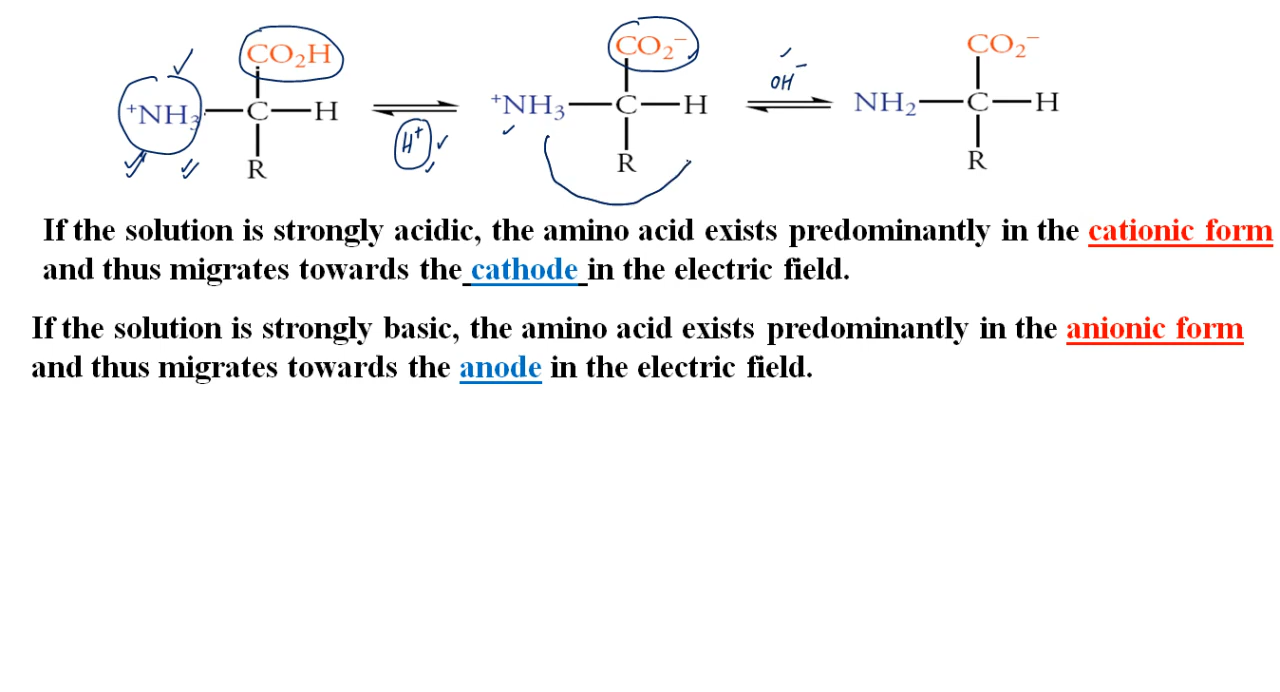 CO₂H CO₂⁻ CO₂⁻
OH⁻
⁺NH₃—C—H ⁺NH₃—C—H NH₂—C—H
H⁺
R R R
If the solution is strongly acidic, the amino acid exists predominantly in the cationic form
and thus migrates towards the cathode in the electric field.
If the solution is strongly basic, the amino acid exists predominantly in the anionic form
and thus migrates towards the anode in the electric field.